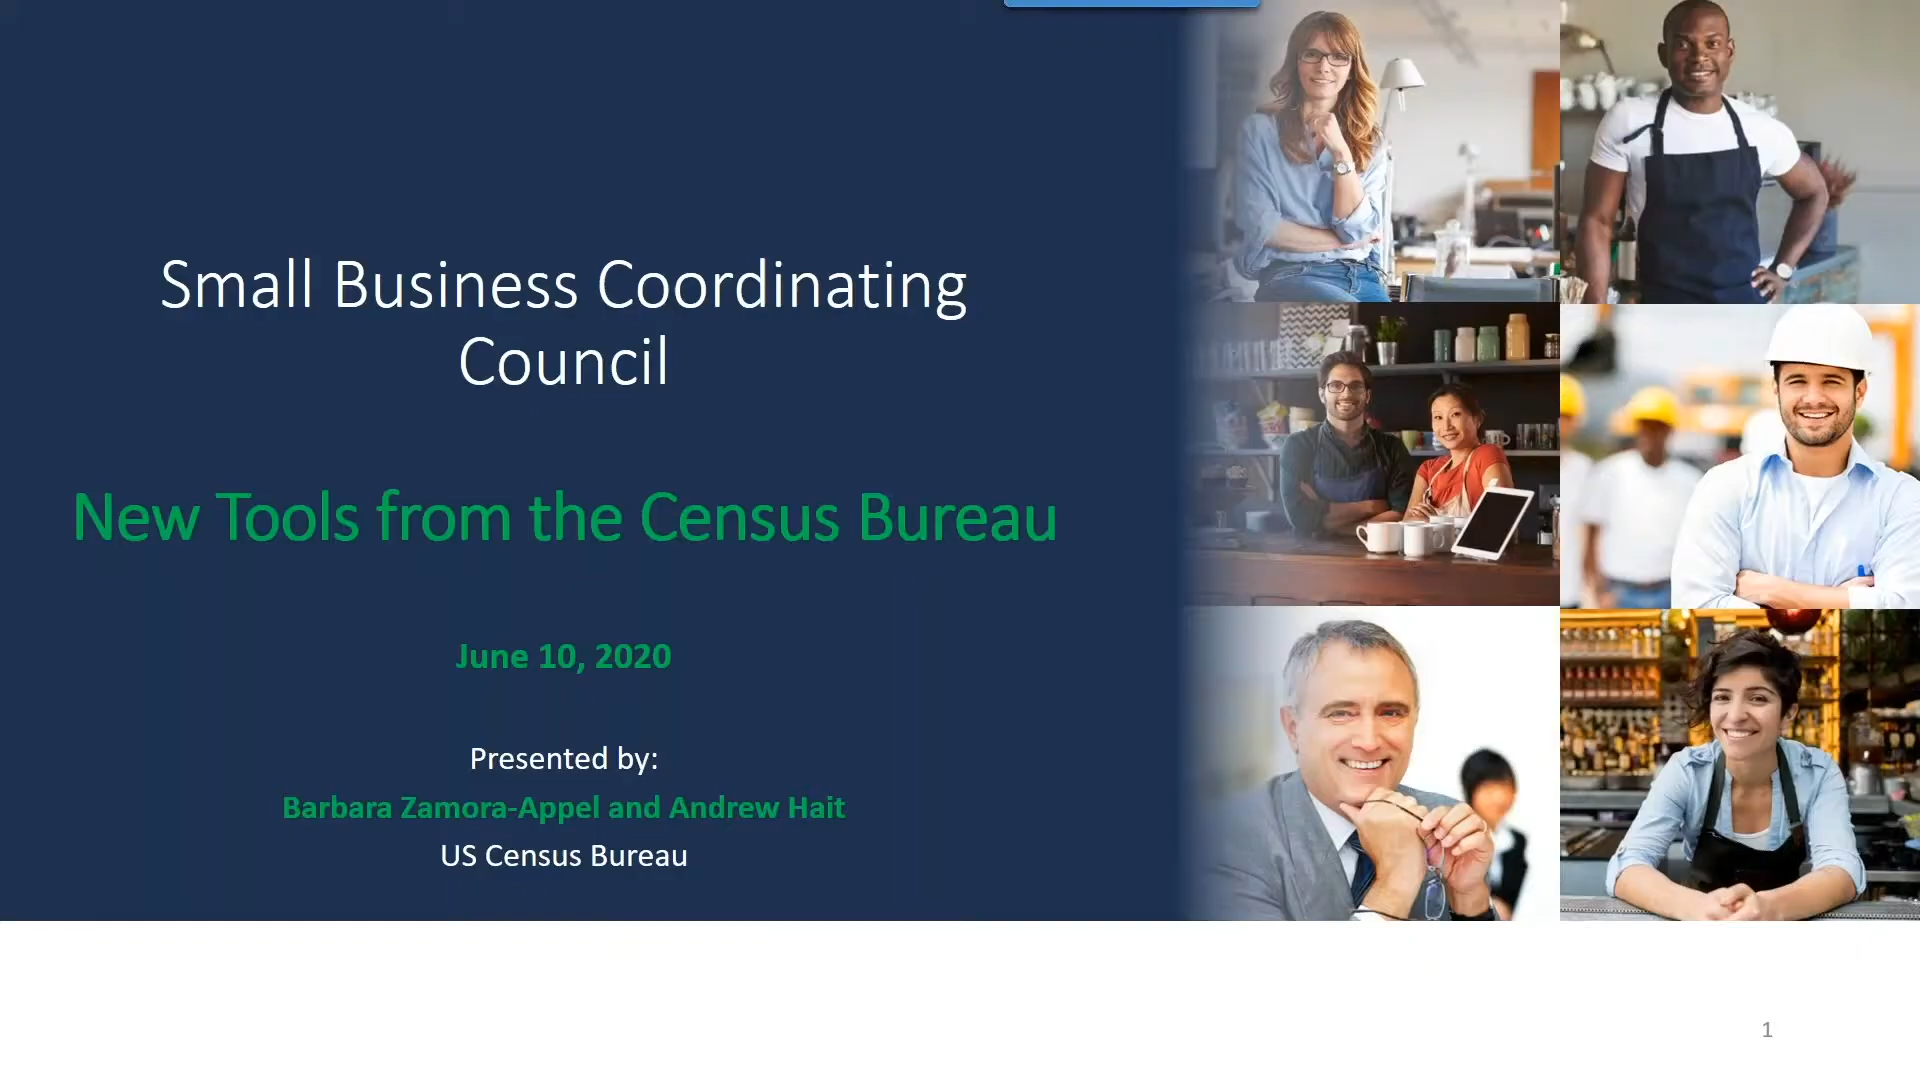 Small Business Coordinating
Council
New Tools from the Census Bureau
June 10, 2020
Presented by:
Barbara Zamora-Appel and Andrew Hait
US Census Bureau
1